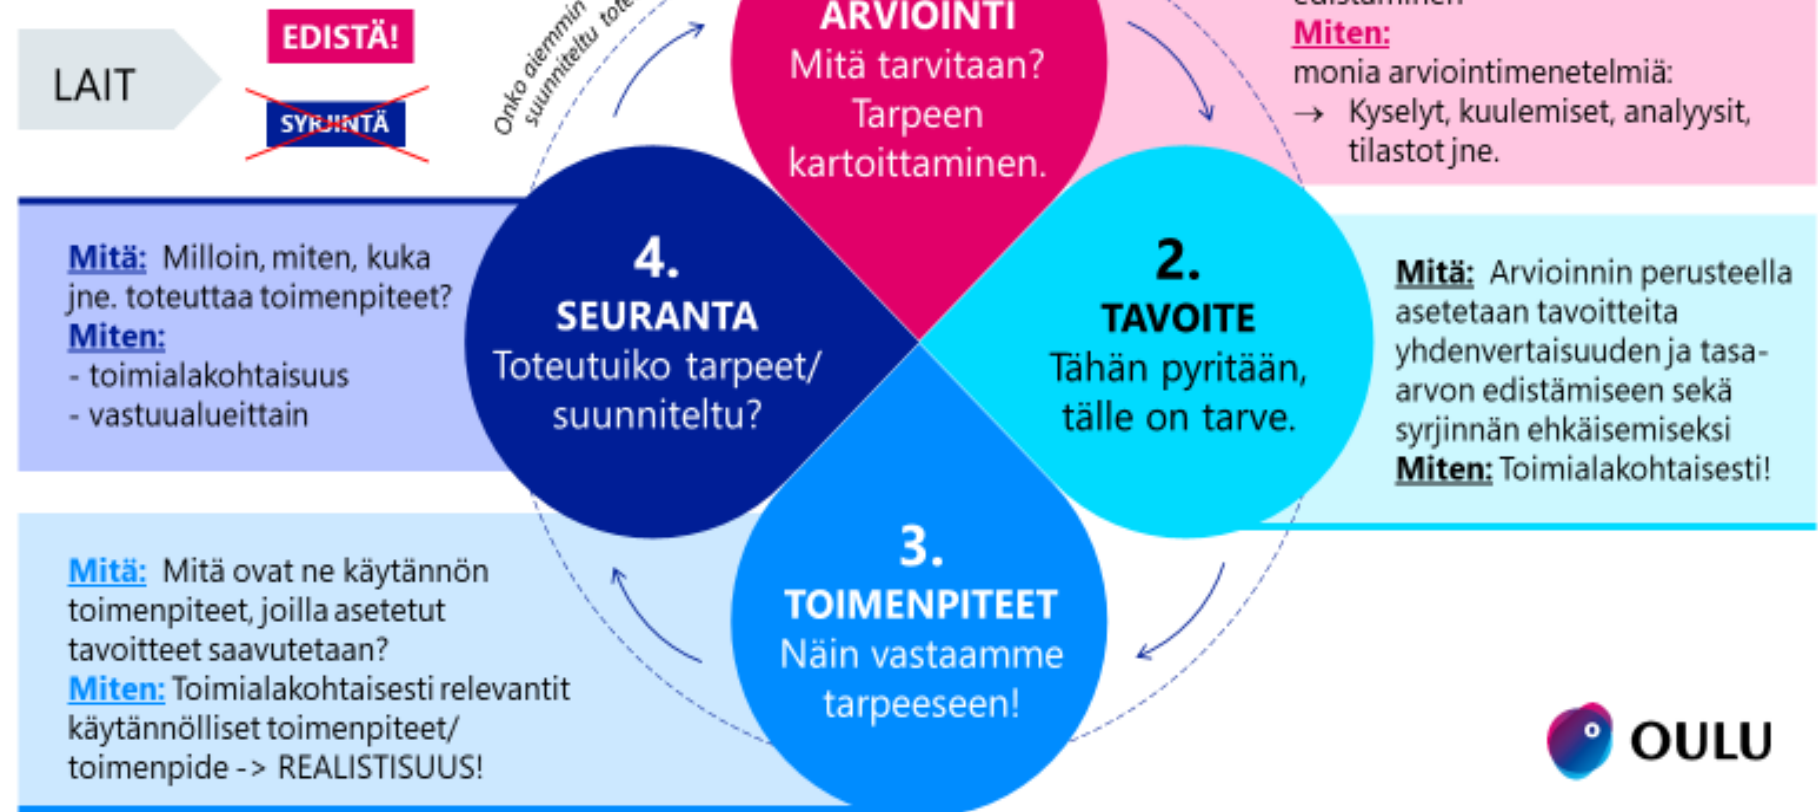 LAIT
EDISTÄ!
SYRJINTÄ
Onko aiemmin
suunniteltu
ARVIOINTI
Mitä tarvitaan?
Tarpeen
kartoittaminen.
Miten:
monia arviointimenetelmiä:
→ Kyselyt, kuulemiset, analyysit,
tilastot jne.
2.
TAVOITE
Tähän pyritään,
tälle on tarve.
Mitä: Arvioinnin perusteella
asetetaan tavoitteita
yhdenvertaisuuden ja tasa-
arvon edistämiseen sekä
syrjinnän ehkäisemiseksi
Miten: Toimialakohtaisesti!
3.
TOIMENPITEET
Näin vastaamme
tarpeeseen!
Mitä: Mitä ovat ne käytännön
toimenpiteet, joilla asetetut
tavoitteet saavutetaan?
Miten: Toimialakohtaisesti relevantit
käytännölliset toimenpiteet/
toimenpide -> REALISTISUUS!
4.
SEURANTA
Toteutuiko tarpeet/
suunniteltu?
Mitä: Milloin, miten, kuka
jne. toteuttaa toimenpiteet?
Miten:
- toimialakohtaisuus
- vastuualueittain
OULU